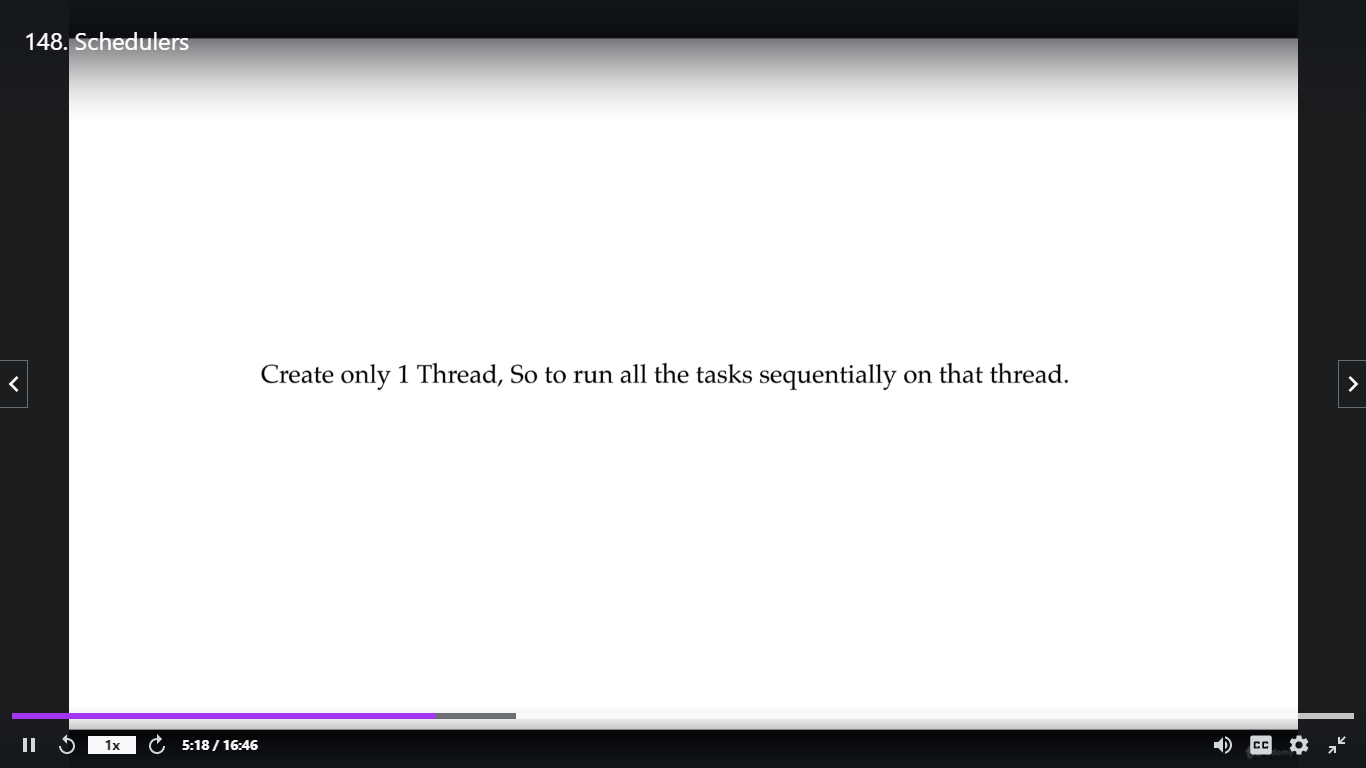 148. Schedulers
Create only 1 Thread, So to run all the tasks sequentially on that thread.
1x
5:18 / 16:46
CC